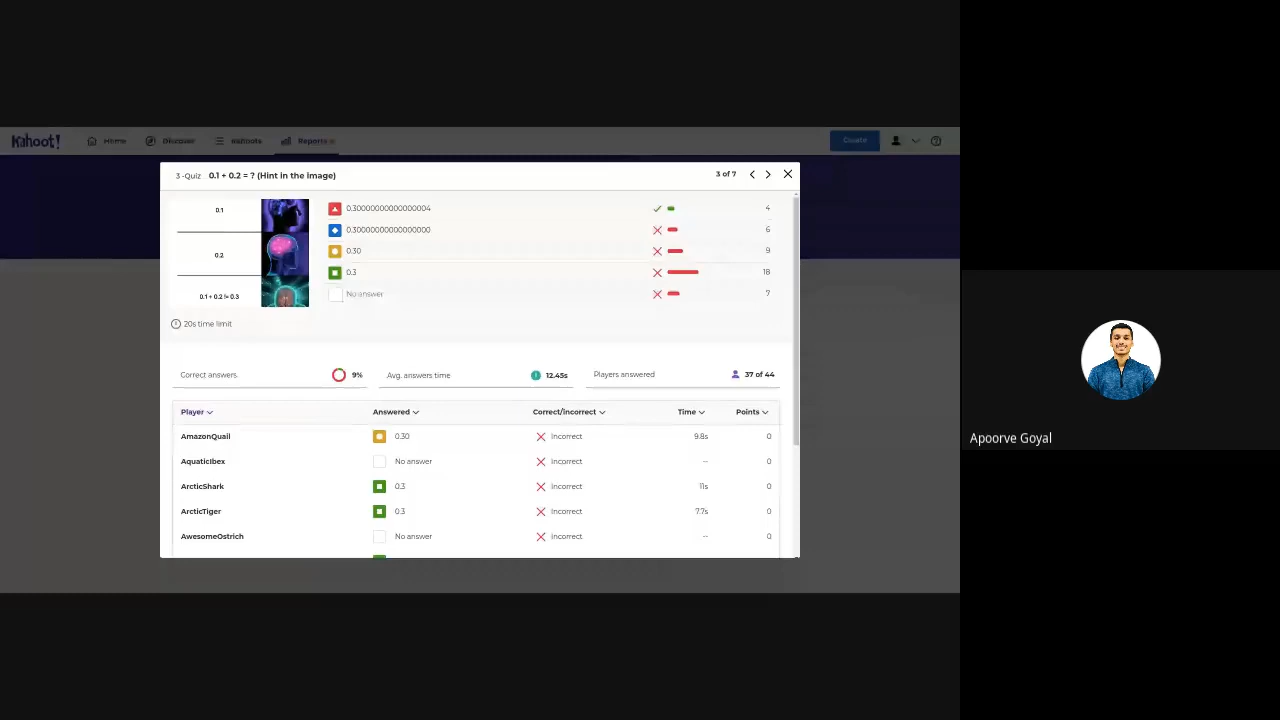 Kahoot!
Home
Discover
Kahoots
Reports
Create
3 -Quiz 0.1 + 0.2 = ? (Hint in the image)
3 of 7
0.1
0.2
0.1 + 0.2 != 0.3
0.30000000000000004 4
0.30000000000000000 6
0.30 9
0.3 18
No answer 7
20s time limit
Correct answers 9%
Avg. answers time 12.45s
Players answered 37 of 44
Player Answered Correct/incorrect Time Points
AmazonQuail 0.30 Incorrect 9.8s 0
AquaticIbex No answer Incorrect -- 0
ArcticShark 0.3 Incorrect 11s 0
ArcticTiger 0.3 Incorrect 7.7s 0
AwesomeOstrich No answer Incorrect -- 0
Apoorve Goyal